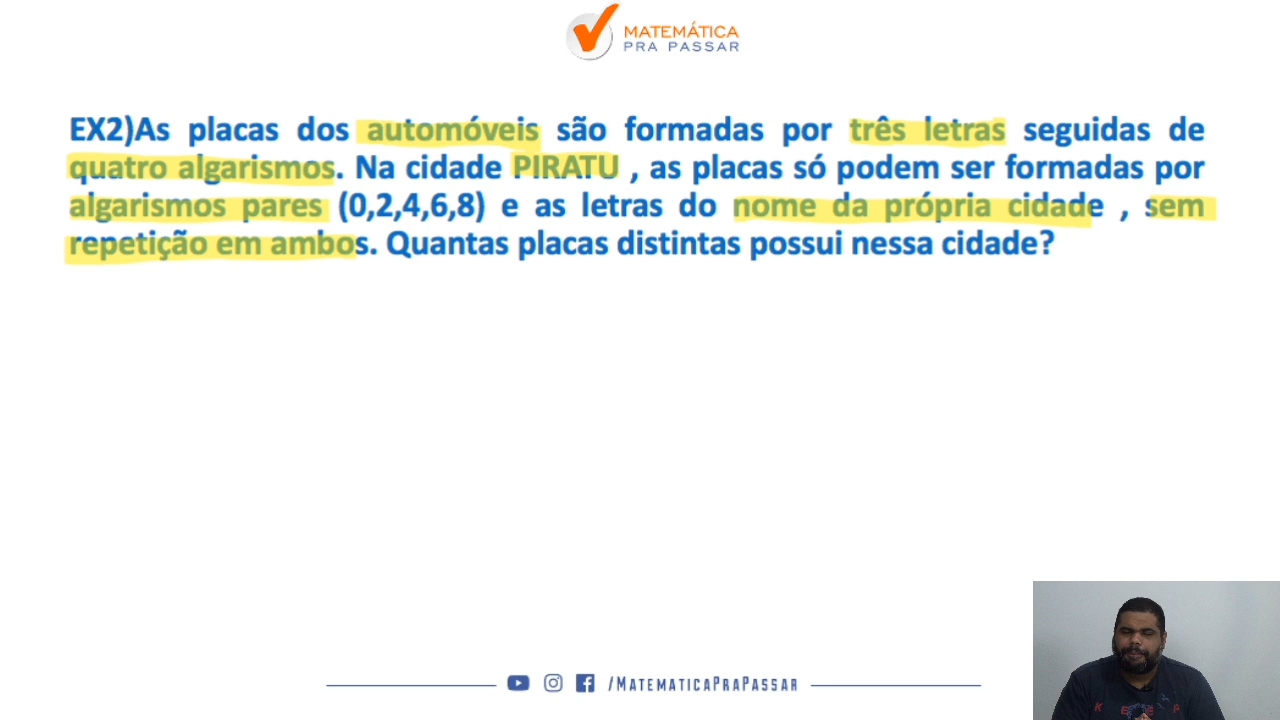 MATEMÁTICA
PRA PASSAR
EX2)As placas dos automóveis são formadas por três letras seguidas de
quatro algarismos. Na cidade PIRATU , as placas só podem ser formadas por
algarismos pares (0,2,4,6,8) e as letras do nome da própria cidade , sem
repetição em ambos. Quantas placas distintas possui nessa cidade?
/MATEMATICAPRAPASSAR